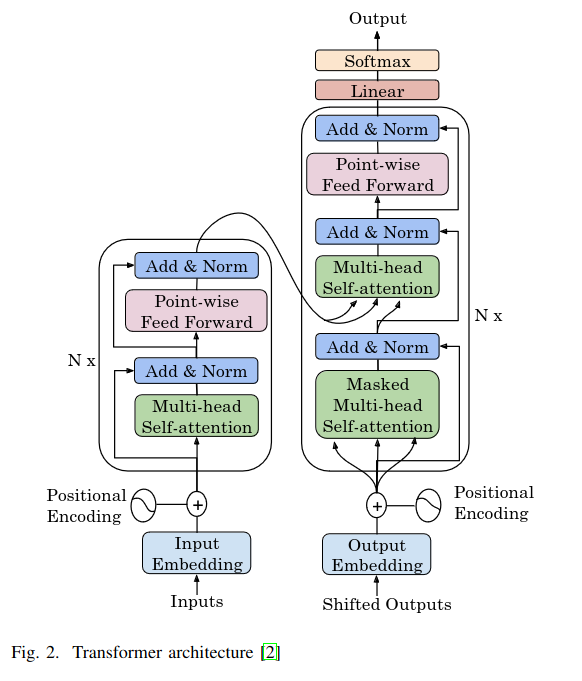 Output
Softmax
Linear
Add & Norm
Point-wise
Feed Forward
Add & Norm
Multi-head
Self-attention
Add & Norm
Masked
Multi-head
Self-attention
N x
Positional
Encoding
Output
Embedding
Shifted Outputs
Add & Norm
Point-wise
Feed Forward
N x
Add & Norm
Multi-head
Self-attention
Positional
Encoding
Input
Embedding
Inputs
Fig. 2. Transformer architecture [2]